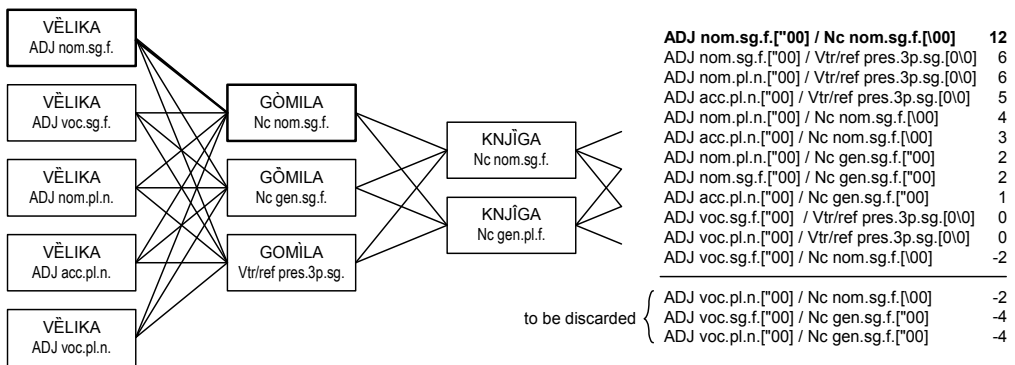 VȄLIKA
ADJ nom.sg.f.
VȄLIKA
ADJ voc.sg.f.
VȄLIKA
ADJ nom.pl.n.
VȄLIKA
ADJ acc.pl.n.
VȄLIKA
ADJ voc.pl.n.
GÒMILA
Nc nom.sg.f.
GȌMILA
Nc gen.sg.f.
GOMÌLA
Vtr/ref pres.3p.sg.
KNJȈGA
Nc nom.sg.f.
KNJÎGA
Nc gen.pl.f.
ADJ nom.sg.f.["00] / Nc nom.sg.f.[\00] 12
ADJ nom.sg.f.["00] / Vtr/ref pres.3p.sg.[0\0] 6
ADJ nom.pl.n.["00] / Vtr/ref pres.3p.sg.[0\0] 6
ADJ acc.pl.n.["00] / Vtr/ref pres.3p.sg.[0\0] 5
ADJ nom.pl.n.["00] / Nc nom.sg.f.[\00] 4
ADJ acc.pl.n.["00] / Nc nom.sg.f.[\00] 3
ADJ nom.pl.n.["00] / Nc gen.sg.f.["00] 2
ADJ nom.sg.f.["00] / Nc gen.sg.f.["00] 2
ADJ acc.pl.n.["00] / Nc gen.sg.f.["00] 1
ADJ voc.sg.f.["00] / Vtr/ref pres.3p.sg.[0\0] 0
ADJ voc.pl.n.["00] / Vtr/ref pres.3p.sg.[0\0] 0
ADJ voc.sg.f.["00] / Nc nom.sg.f.[\00] -2
to be discarded
ADJ voc.pl.n.["00] / Nc nom.sg.f.[\00] -2
ADJ voc.sg.f.["00] / Nc gen.sg.f.["00] -4
ADJ voc.pl.n.["00] / Nc gen.sg.f.["00] -4